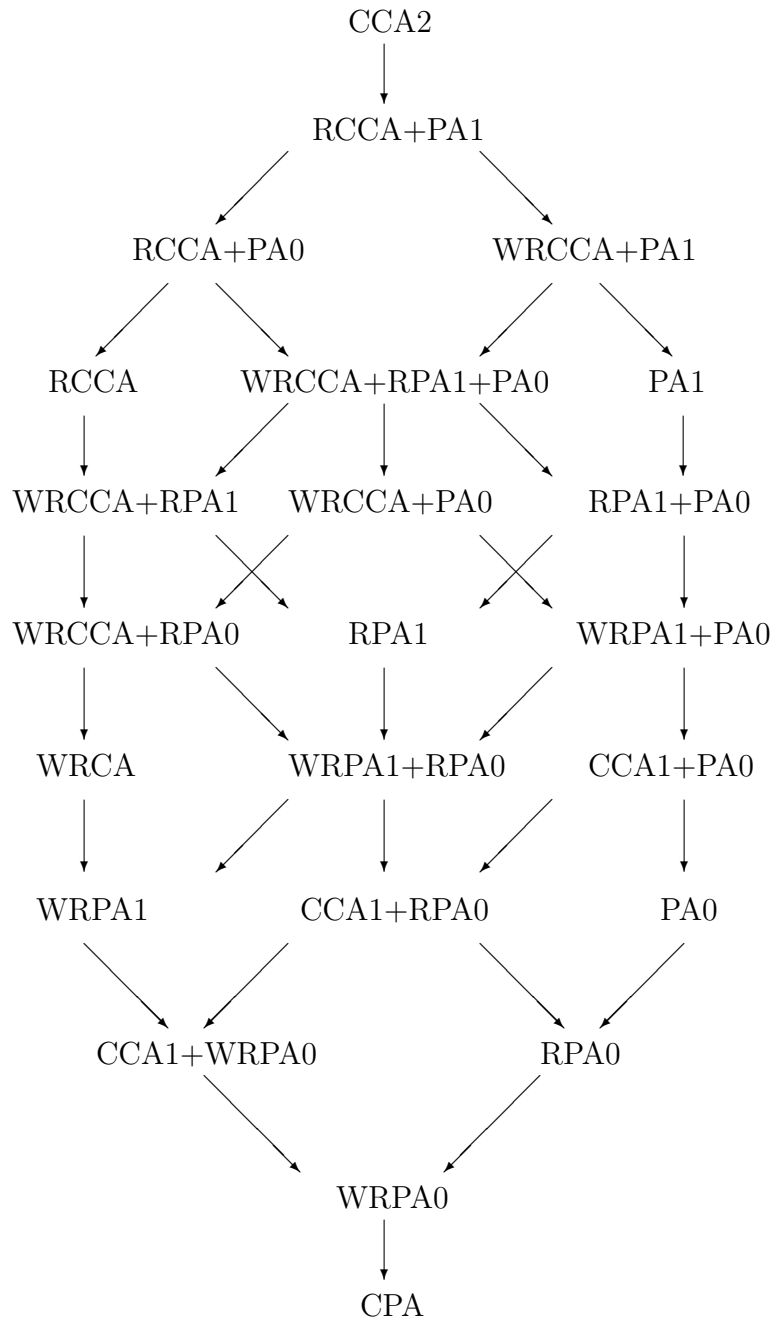 CCA2
RCCA+PA1
RCCA+PA0 WRCCA+PA1
RCCA WRCCA+RPA1+PA0 PA1
WRCCA+RPA1 WRCCA+PA0 RPA1+PA0
WRCCA+RPA0 RPA1 WRPA1+PA0
WRCA WRPA1+RPA0 CCA1+PA0
WRPA1 CCA1+RPA0 PA0
CCA1+WRPA0 RPA0
WRPA0
CPA